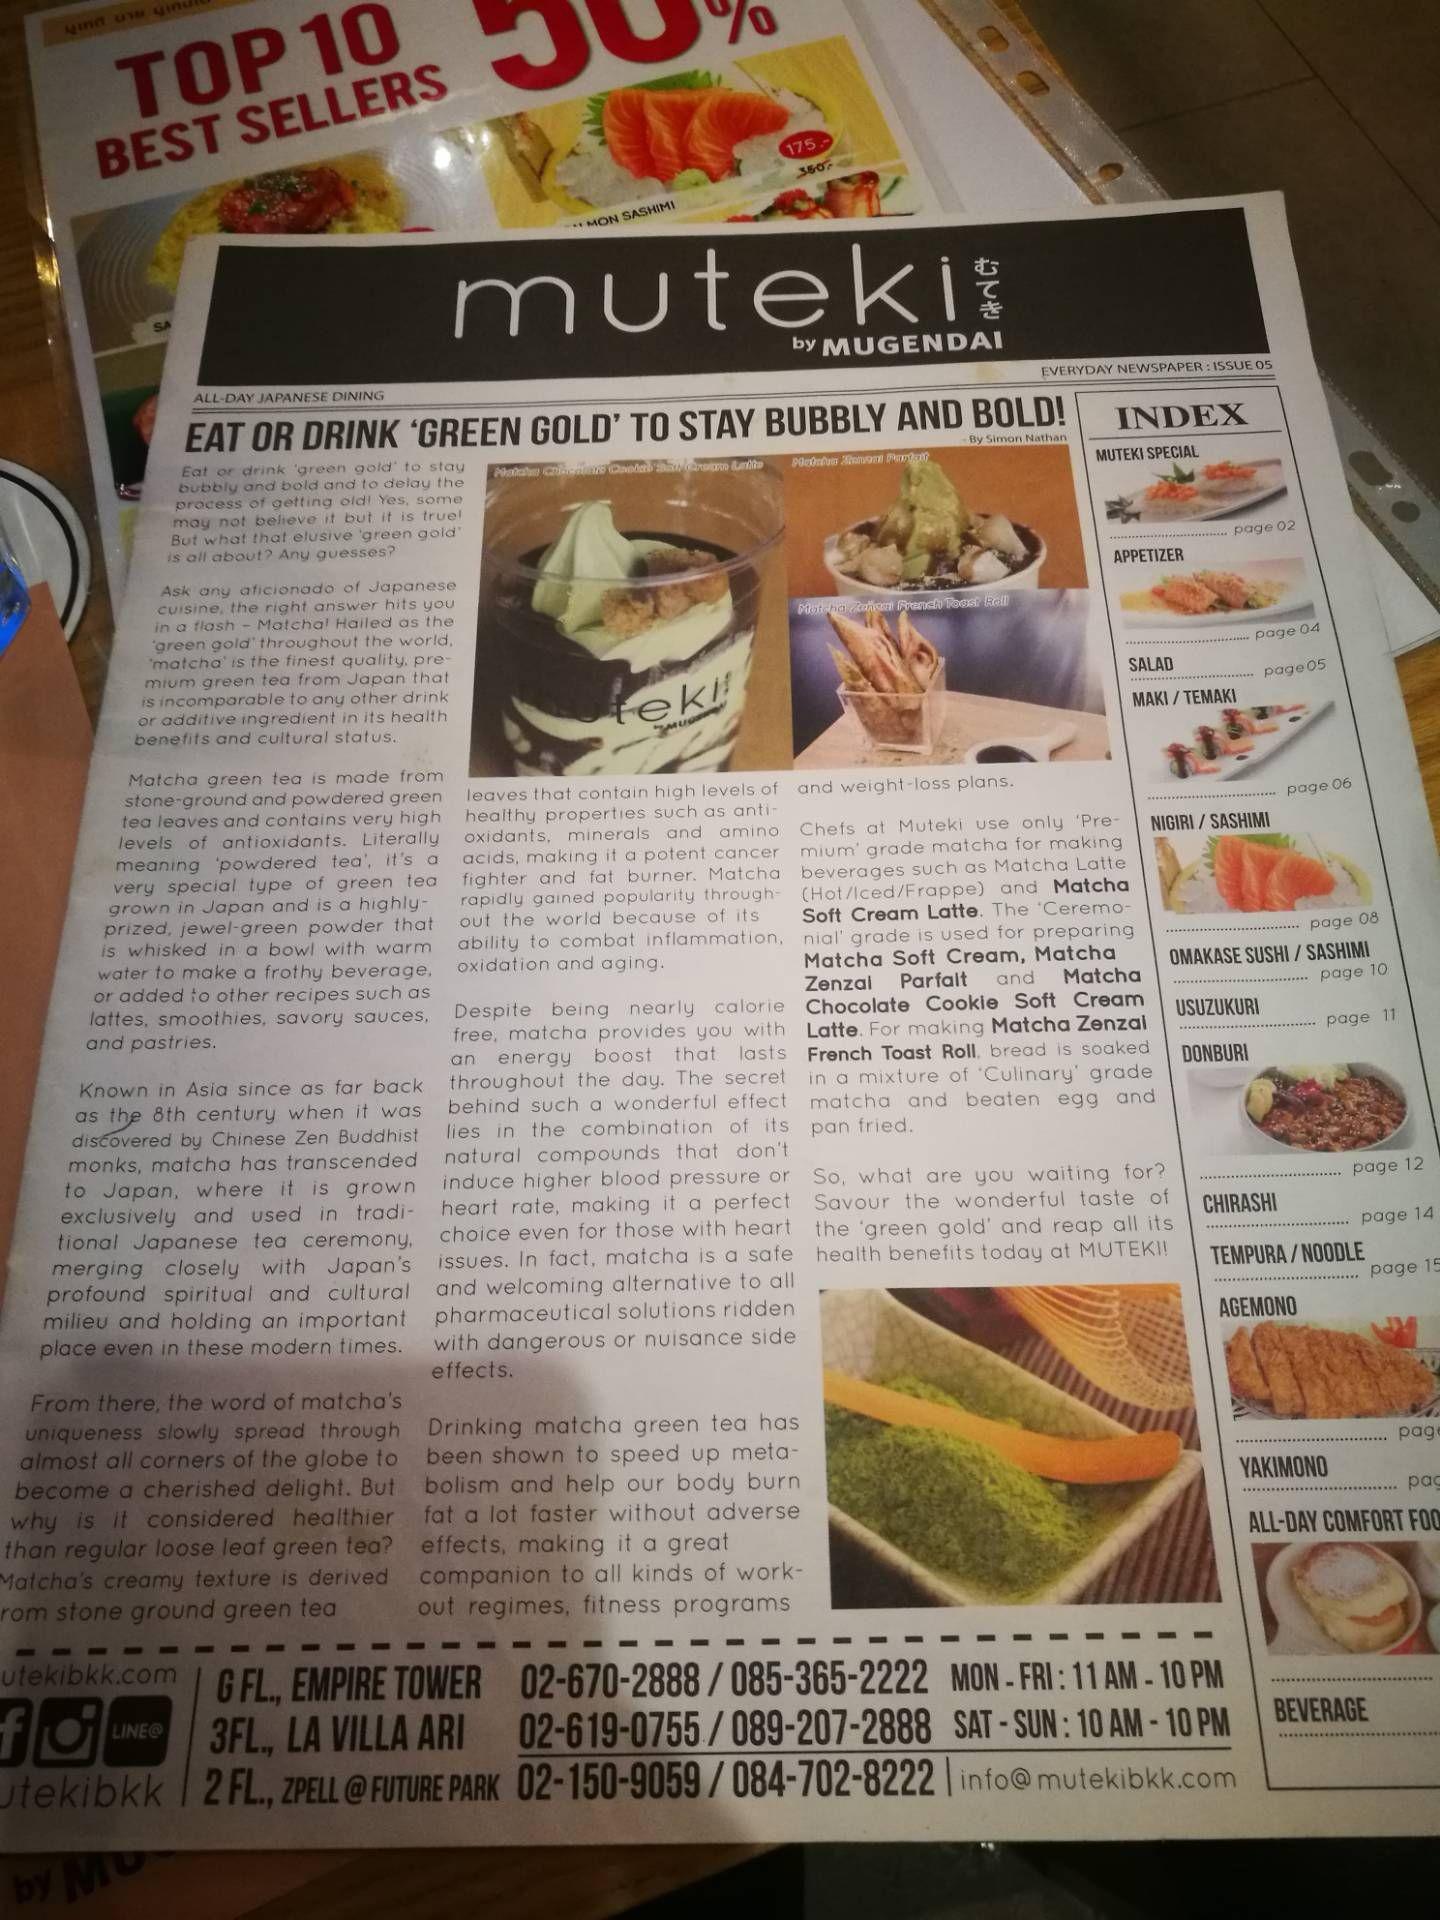 TOP 10
BEST SELLERS
50%
175.-
350.-
SALMON SASHIMI
muteki
むてき
by MUGENDAI
ALL-DAY JAPANESE DINING
EVERYDAY NEWSPAPER : ISSUE 05
EAT OR DRINK ‘GREEN GOLD’ TO STAY BUBBLY AND BOLD!
- By Simon Nathan
Eat or drink ‘green gold’ to stay
bubbly and bold and to delay the
process of getting old! Yes, some
may not believe it but it is true!
But what that elusive ‘green gold’
is all about? Any guesses?
Ask any aficionado of Japanese
cuisine, the right answer hits you
in a flash – Matcha! Hailed as the
‘green gold’ throughout the world,
‘matcha’ is the finest quality, pre-
mium green tea from Japan that
is incomparable to any other drink
or additive ingredient in its health
benefits and cultural status.
Matcha green tea is made from
stone-ground and powdered green
tea leaves and contains very high
levels of antioxidants. Literally
meaning ‘powdered tea’, it’s a
very special type of green tea
grown in Japan and is a highly-
prized, jewel-green powder that
is whisked in a bowl with warm
water to make a frothy beverage,
or added to other recipes such as
lattes, smoothies, savory sauces,
and pastries.
Known in Asia since as far back
as the 8th century when it was
discovered by Chinese Zen Buddhist
monks, matcha has transcended
to Japan, where it is grown
exclusively and used in tradi-
tional Japanese tea ceremony,
merging closely with Japan’s
profound spiritual and cultural
milieu and holding an important
place even in these modern times.
From there, the word of matcha’s
uniqueness slowly spread through
almost all corners of the globe to
become a cherished delight. But
why is it considered healthier
than regular loose leaf green tea?
Matcha’s creamy texture is derived
rom stone ground green tea
Matcha Chocolate Cookie Soft Cream Latte
Matcha Zenzai Parfait
Matcha Zenzai French Toast Roll
muteki
by MUGENDAI
leaves that contain high levels of
healthy properties such as anti-
oxidants, minerals and amino
acids, making it a potent cancer
fighter and fat burner. Matcha
rapidly gained popularity through-
out the world because of its
ability to combat inflammation,
oxidation and aging.
Despite being nearly calorie
free, matcha provides you with
an energy boost that lasts
throughout the day. The secret
behind such a wonderful effect
lies in the combination of its
natural compounds that don’t
induce higher blood pressure or
heart rate, making it a perfect
choice even for those with heart
issues. In fact, matcha is a safe
and welcoming alternative to all
pharmaceutical solutions ridden
with dangerous or nuisance side
effects.
Drinking matcha green tea has
been shown to speed up meta-
bolism and help our body burn
fat a lot faster without adverse
effects, making it a great
companion to all kinds of work-
out regimes, fitness programs
and weight-loss plans.
Chefs at Muteki use only ‘Pre-
mium’ grade matcha for making
beverages such as Matcha Latte
(Hot/Iced/Frappe) and Matcha
Soft Cream Latte. The ‘Ceremo-
nial’ grade is used for preparing
Matcha Soft Cream, Matcha
Zenzai Parfait and Matcha
Chocolate Cookie Soft Cream
Latte. For making Matcha Zenzai
French Toast Roll, bread is soaked
in a mixture of ‘Culinary’ grade
matcha and beaten egg and
pan fried.
So, what are you waiting for?
Savour the wonderful taste of
the ‘green gold’ and reap all its
health benefits today at MUTEKI!
INDEX
MUTEKI SPECIAL
page 02
APPETIZER
page 04
SALAD
page 05
MAKI / TEMAKI
page 06
NIGIRI / SASHIMI
page 08
OMAKASE SUSHI / SASHIMI
page 10
USUZUKURI
page 11
DONBURI
page 12
CHIRASHI
page 14
TEMPURA / NOODLE
page 15
AGEMONO
pag
YAKIMONO
pag
ALL-DAY COMFORT FOO
BEVERAGE
utekibkk.com
LINE@
utekibkk
G FL., EMPIRE TOWER 02-670-2888 / 085-365-2222 MON - FRI : 11 AM - 10 PM
3FL., LA VILLA ARI 02-619-0755 / 089-207-2888 SAT - SUN : 10 AM - 10 PM
2 FL., ZPELL @ FUTURE PARK 02-150-9059 / 084-702-8222 | info@mutekibkk.com
by